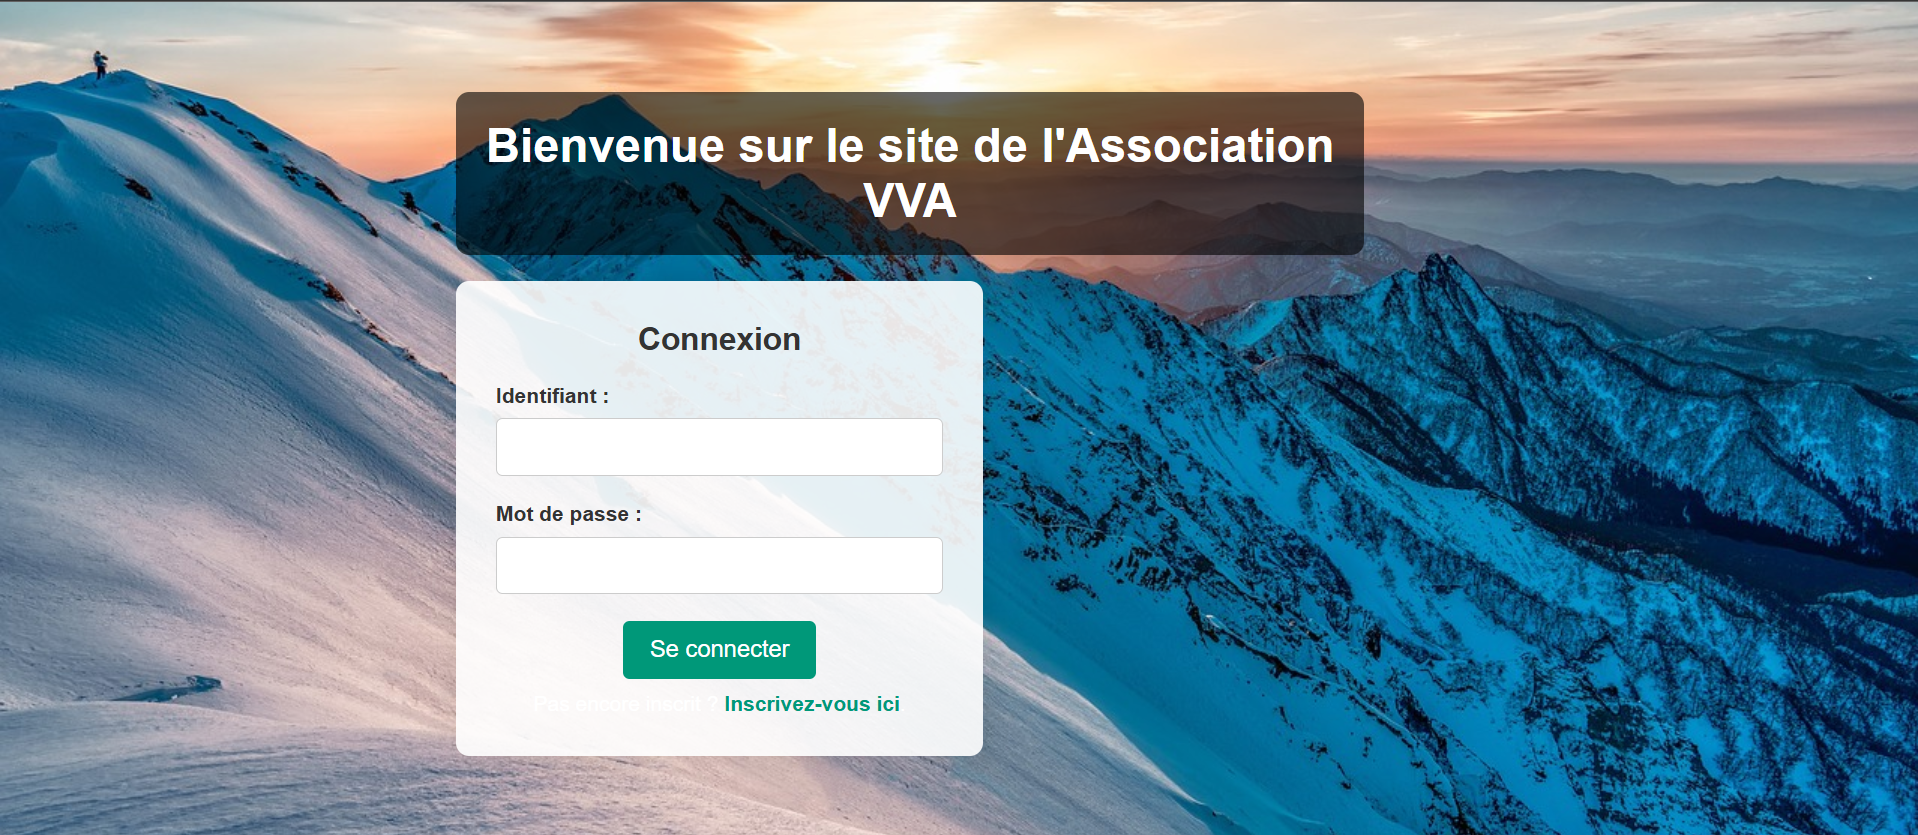 Bienvenue sur le site de l'Association
VVA
Connexion
Identifiant :
Mot de passe :
Se connecter
Pas encore inscrit ? Inscrivez-vous ici